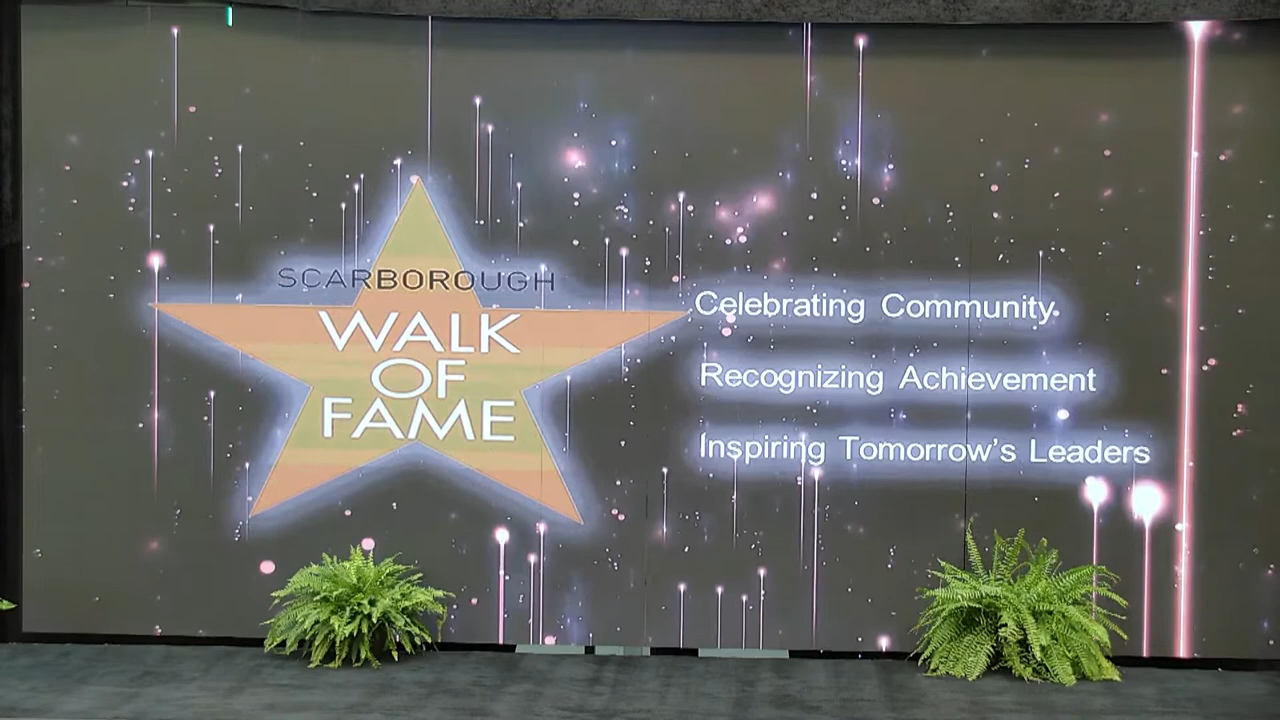 SCARBOROUGH
WALK
OF
FAME
Celebrating Community
Recognizing Achievement
Inspiring Tomorrow's Leaders